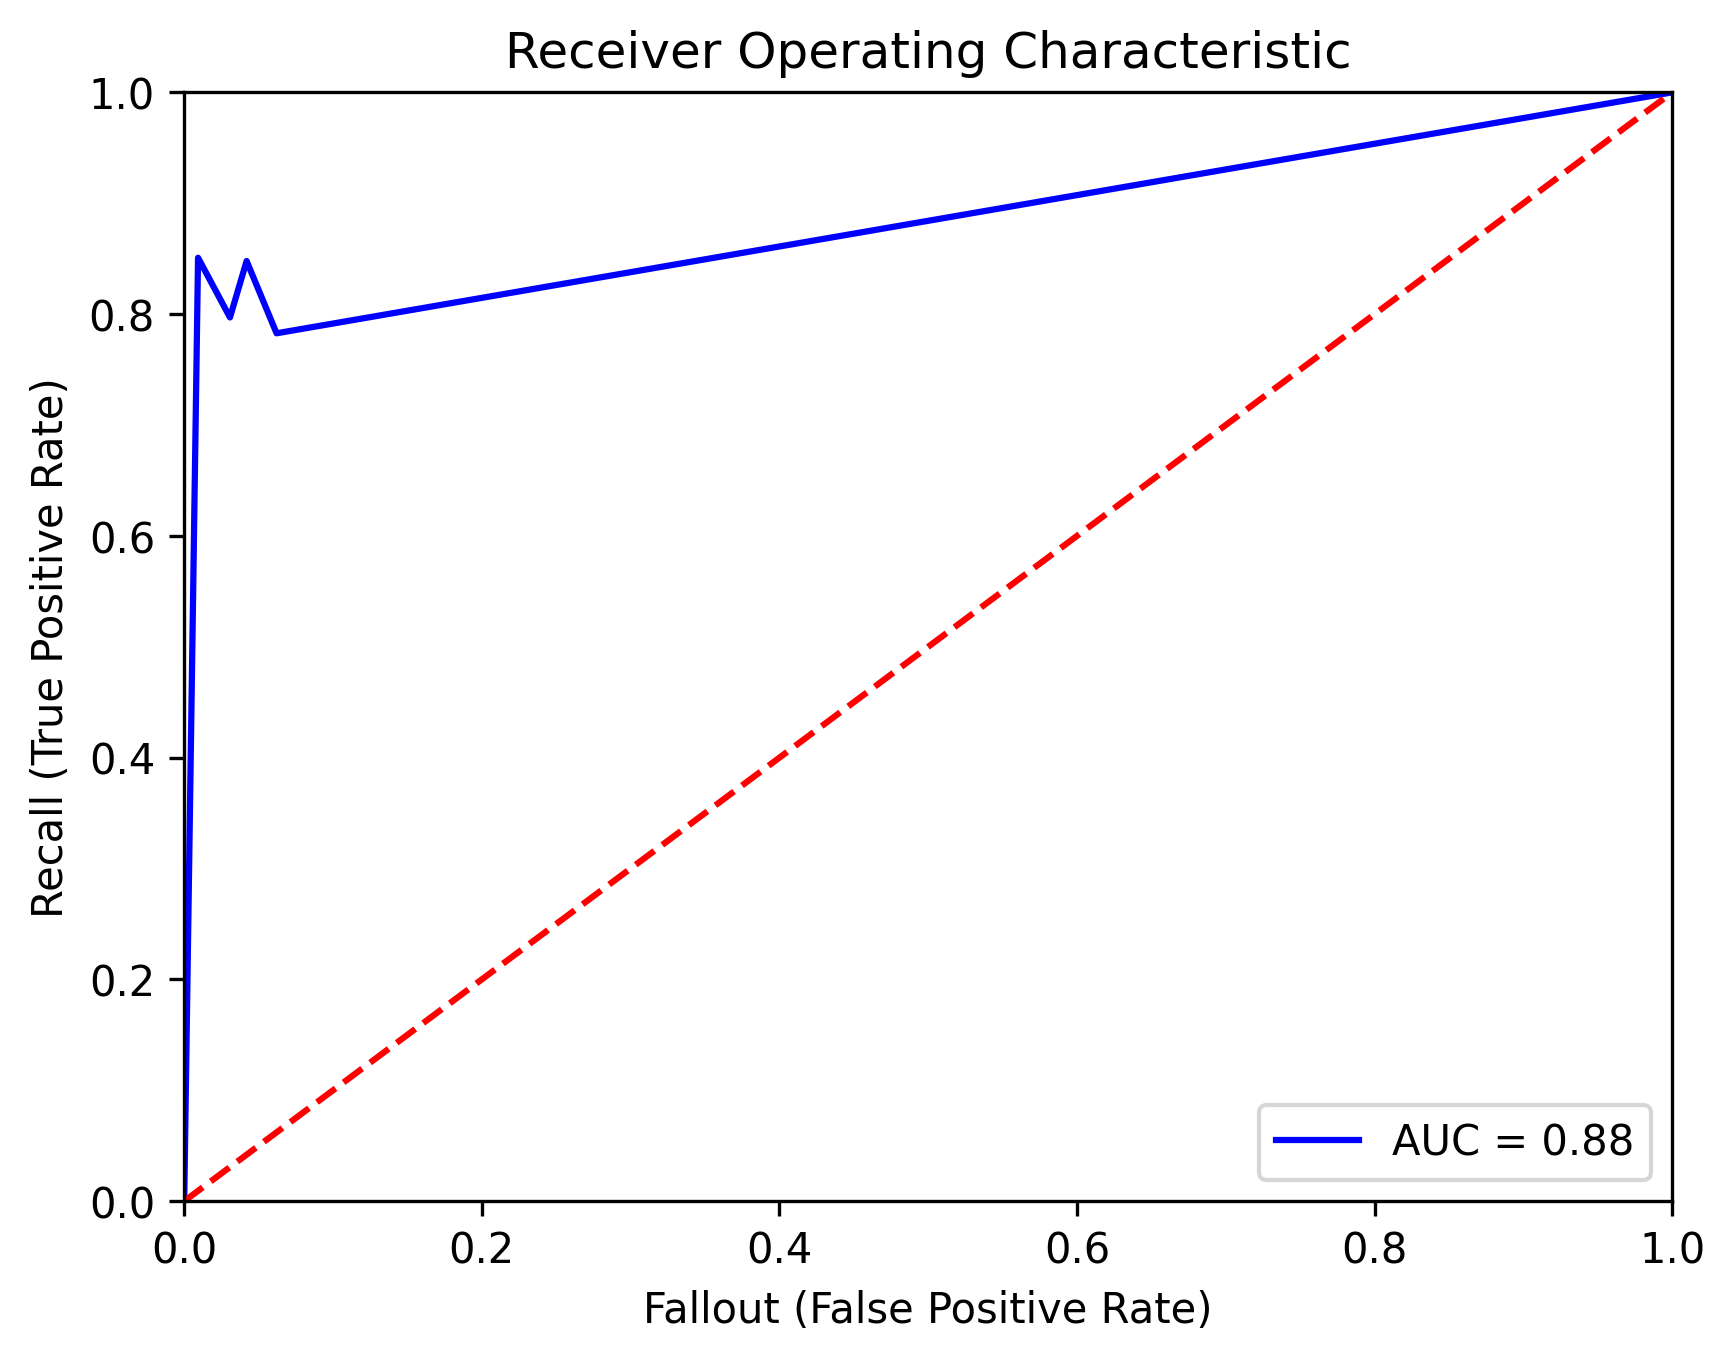 Receiver Operating Characteristic
1.0
0.8
0.6
0.4
0.2
0.0
Recall (True Positive Rate)
0.0 0.2 0.4 0.6 0.8 1.0
Fallout (False Positive Rate)
AUC = 0.88